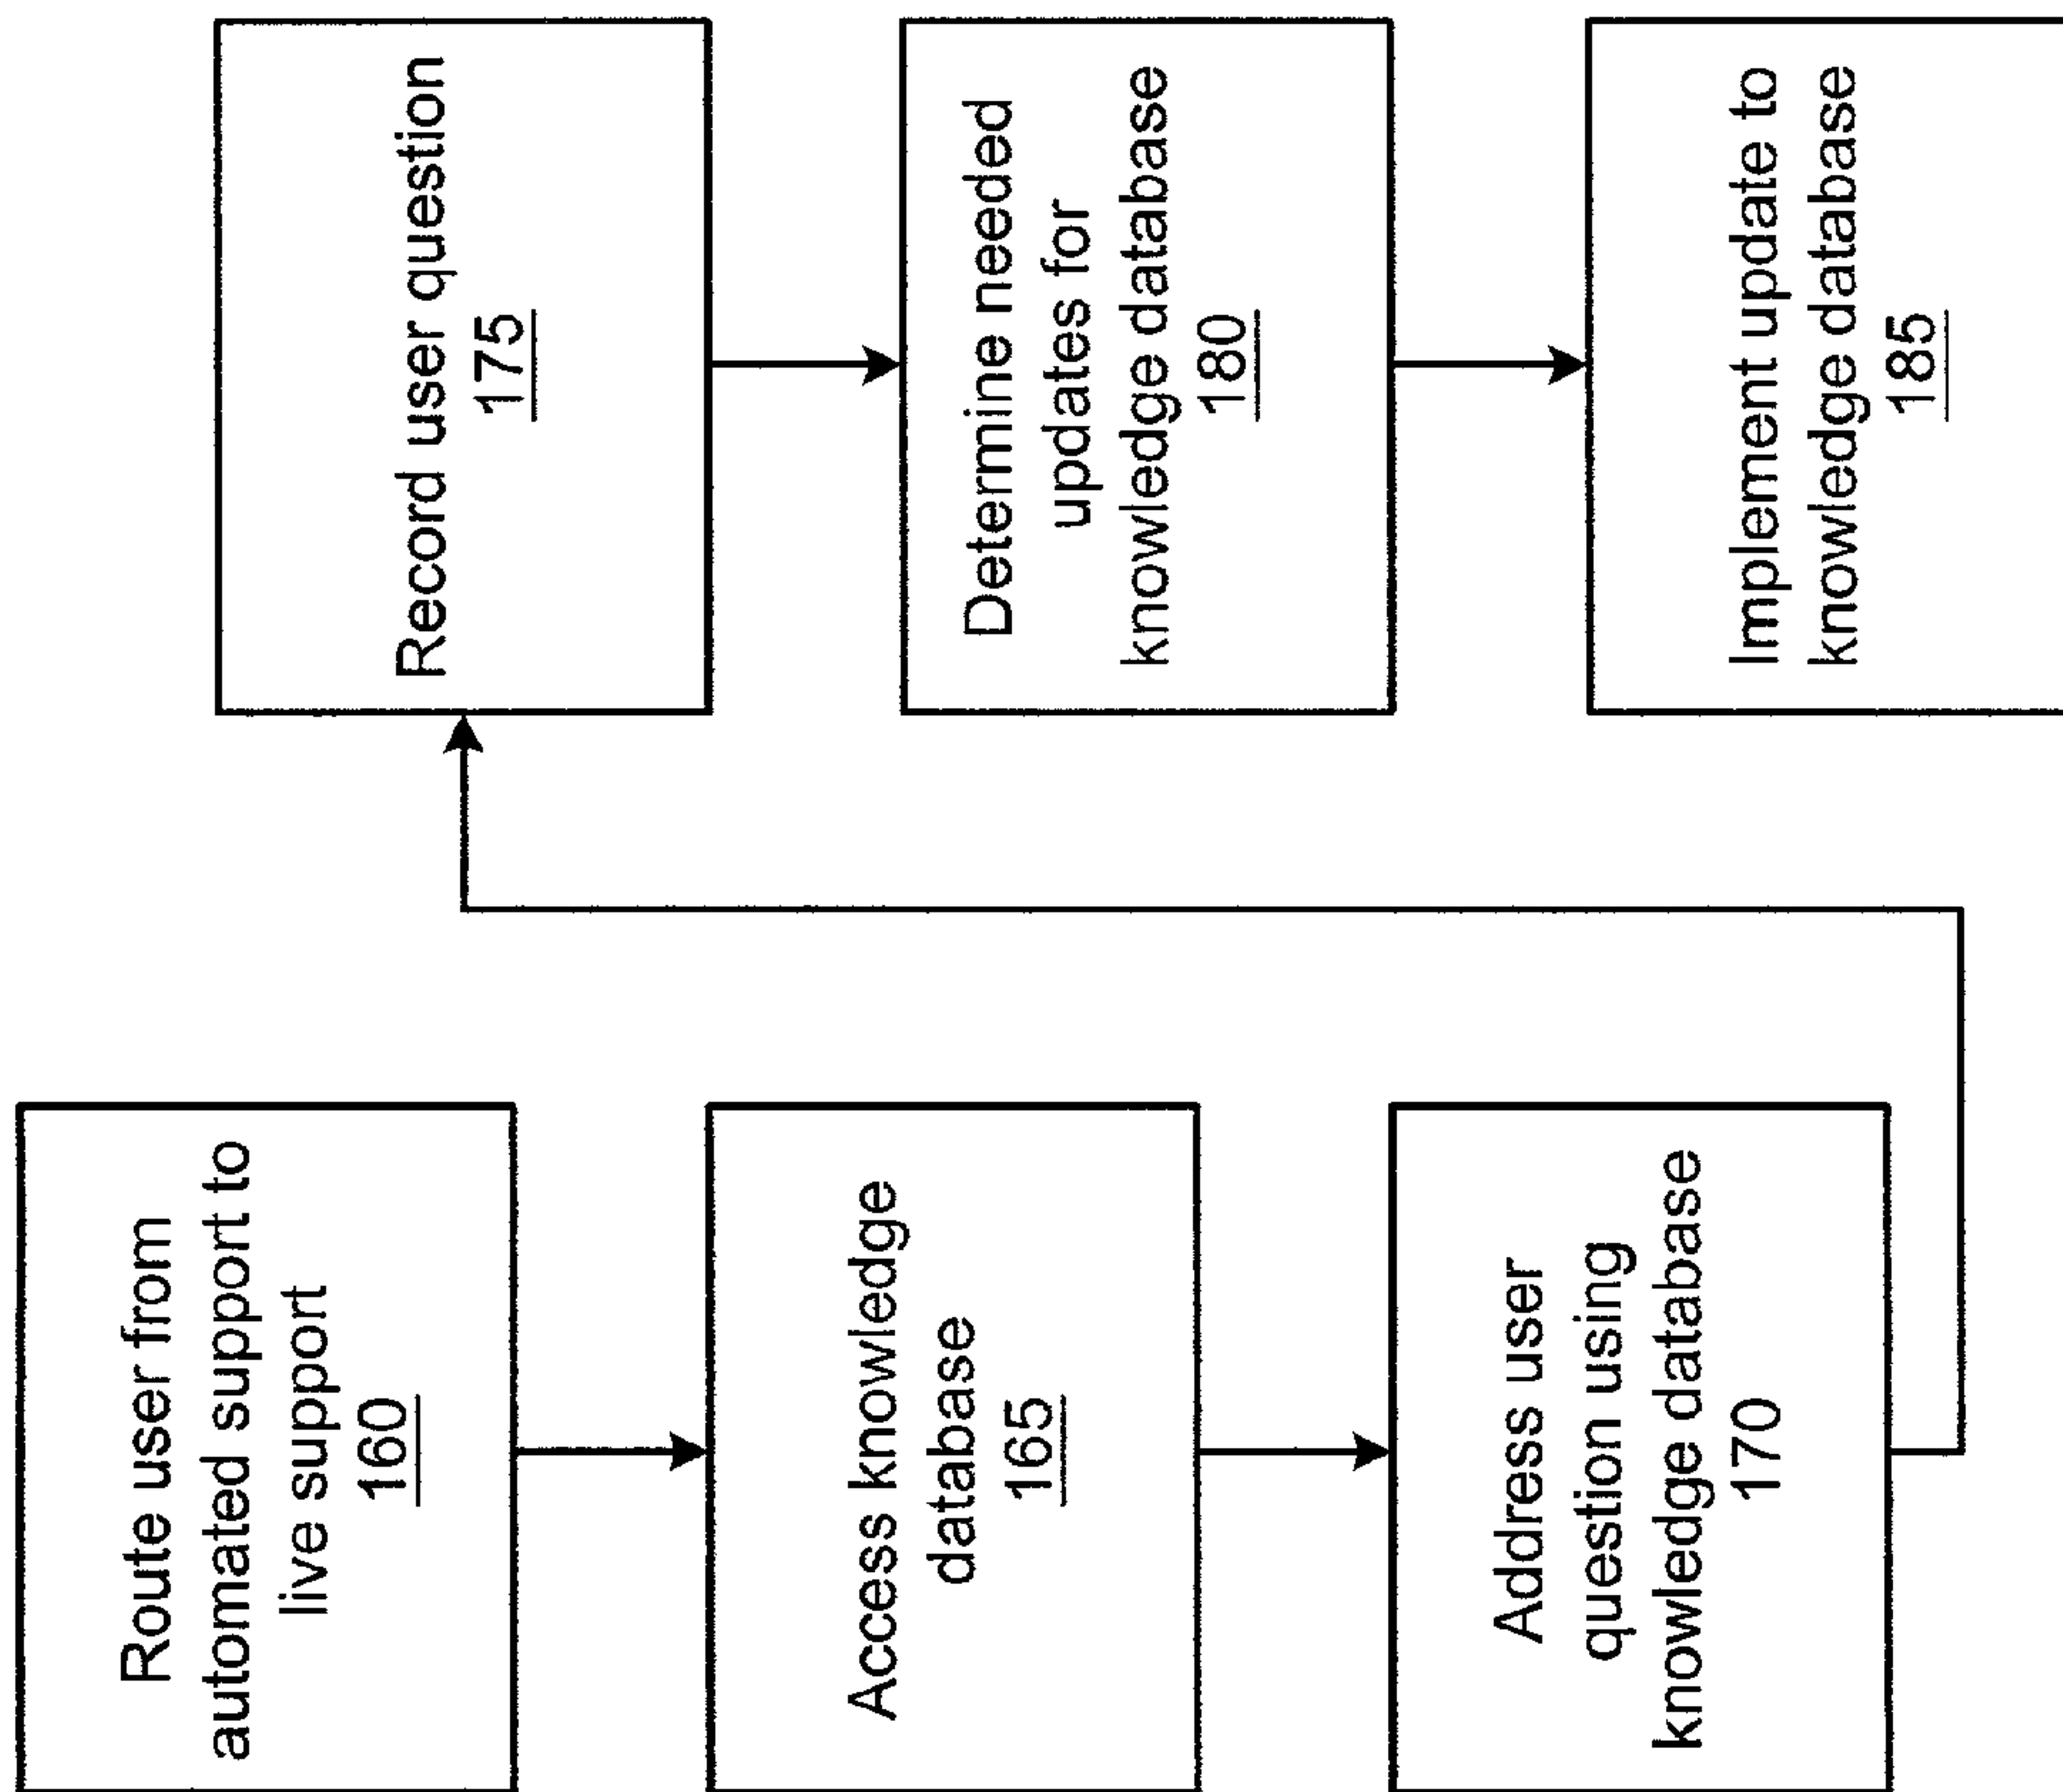 Route user from
automated support to
live support
160
Access knowledge
database
165
Address user
question using
knowledge database
170
Record user question
175
Determine needed
updates for
knowledge database
180
Implement update to
knowledge database
185